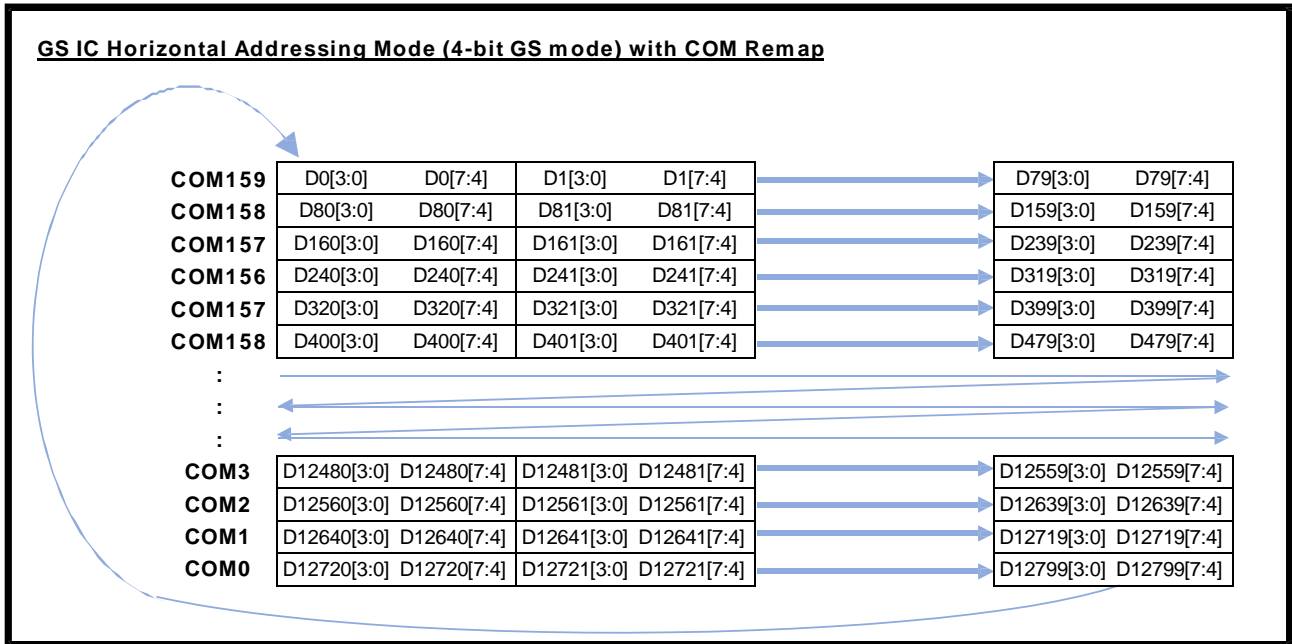 GS IC Horizontal Addressing Mode (4-bit GS mode) with COM Remap
COM159 D0[3:0] D0[7:4] D1[3:0] D1[7:4] D79[3:0] D79[7:4]
COM158 D80[3:0] D80[7:4] D81[3:0] D81[7:4] D159[3:0] D159[7:4]
COM157 D160[3:0] D160[7:4] D161[3:0] D161[7:4] D239[3:0] D239[7:4]
COM156 D240[3:0] D240[7:4] D241[3:0] D241[7:4] D319[3:0] D319[7:4]
COM157 D320[3:0] D320[7:4] D321[3:0] D321[7:4] D399[3:0] D399[7:4]
COM158 D400[3:0] D400[7:4] D401[3:0] D401[7:4] D479[3:0] D479[7:4]
:
:
:
COM3 D12480[3:0] D12480[7:4] D12481[3:0] D12481[7:4] D12559[3:0] D12559[7:4]
COM2 D12560[3:0] D12560[7:4] D12561[3:0] D12561[7:4] D12639[3:0] D12639[7:4]
COM1 D12640[3:0] D12640[7:4] D12641[3:0] D12641[7:4] D12719[3:0] D12719[7:4]
COM0 D12720[3:0] D12720[7:4] D12721[3:0] D12721[7:4] D12799[3:0] D12799[7:4]